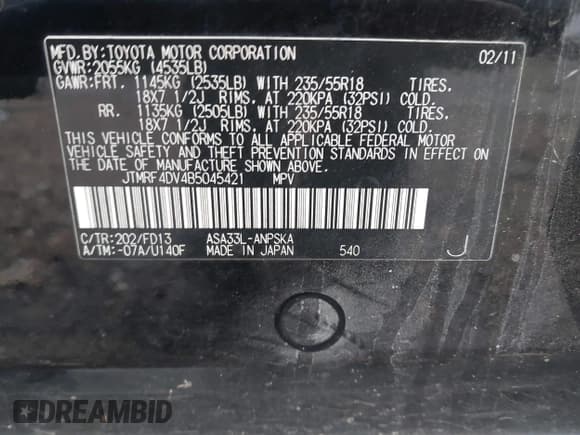 MFD.BY:TOYOTA MOTOR CORPORATION 02/11
GVWR:2055KG (4535LB)
GAWR:FRT. 1145KG (2535LB) WITH 235/55R18 TIRES.
18X7 1/2J RIMS. AT 220KPA (32PSI) COLD.
RR. 1135KG (2505LB) WITH 235/55R18 TIRES.
18X7 1/2J RIMS. AT 220KPA (32PSI) COLD.
THIS VEHICLE CONFORMS TO ALL APPLICABLE FEDERAL MOTOR
VEHICLE SAFETY AND THEFT PREVENTION STANDARDS IN EFFECT ON
THE DATE OF MANUFACTURE SHOWN ABOVE.
JTMRF4DV4B5045421 MPV
C/TR:202/FD13 ASA33L-ANPSKA
A/TM:-07A/U140F MADE IN JAPAN 540 J
DREAMBID